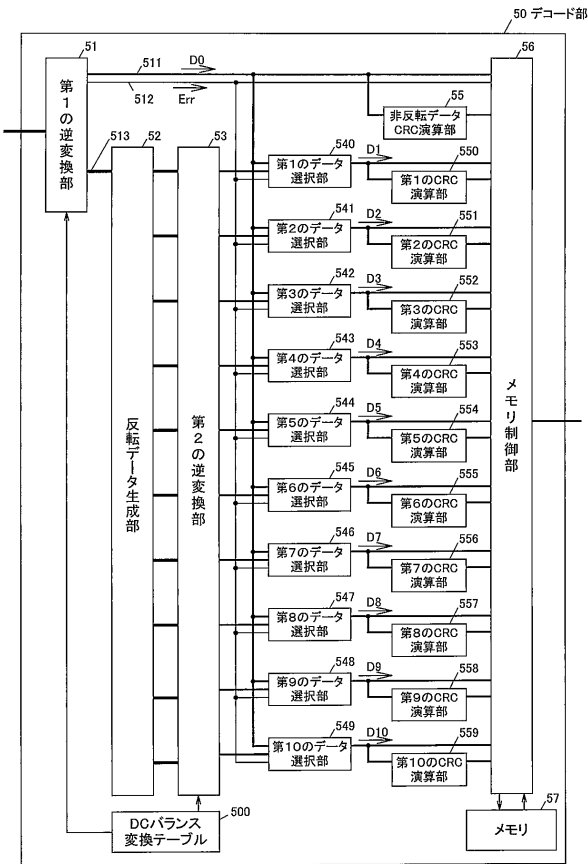 50 デコード部
51
56
511
D0
512
Err
55
第1の逆変換部
非反転データ
CRC演算部
513
52
53
540
D1
550
第1のデータ
選択部
第1のCRC
演算部
541
D2
551
第2のデータ
選択部
第2のCRC
演算部
542
D3
552
第3のデータ
選択部
第3のCRC
演算部
543
D4
553
第4のデータ
選択部
第4のCRC
演算部
544
D5
554
第5のデータ
選択部
第5のCRC
演算部
545
D6
555
第6のデータ
選択部
第6のCRC
演算部
546
D7
556
第7のデータ
選択部
第7のCRC
演算部
547
D8
557
第8のデータ
選択部
第8のCRC
演算部
548
D9
558
第9のデータ
選択部
第9のCRC
演算部
549
D10
559
第10のデータ
選択部
第10のCRC
演算部
反転データ生成部
第2の逆変換部
メモリ制御部
500
DCバランス
変換テーブル
57
メモリ